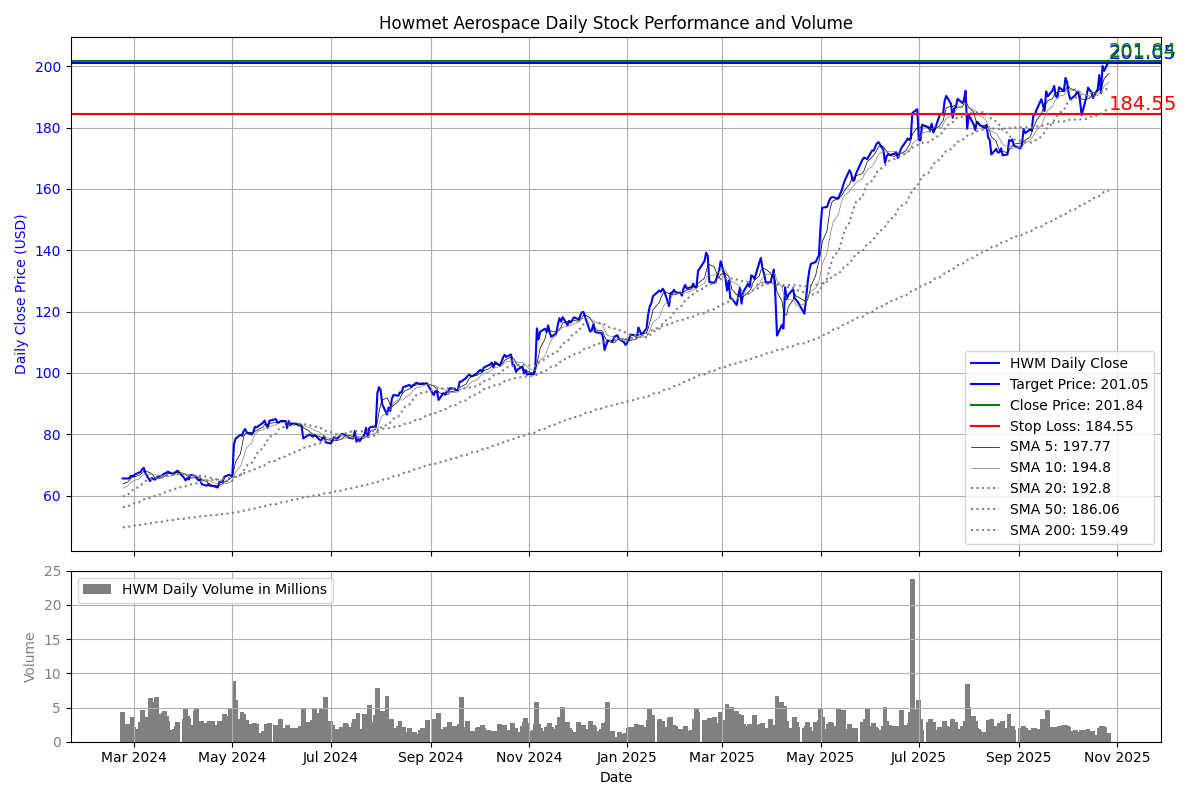 Howmet Aerospace Daily Stock Performance and Volume
201.84
201.05
184.55
Daily Close Price (USD)
200
180
160
140
120
100
80
60
HWM Daily Close
Target Price: 201.05
Close Price: 201.84
Stop Loss: 184.55
SMA 5: 197.77
SMA 10: 194.8
SMA 20: 192.8
SMA 50: 186.06
SMA 200: 159.49
HWM Daily Volume in Millions
Volume
25
20
15
10
5
0
Mar 2024 May 2024 Jul 2024 Sep 2024 Nov 2024 Jan 2025 Mar 2025 May 2025 Jul 2025 Sep 2025 Nov 2025
Date